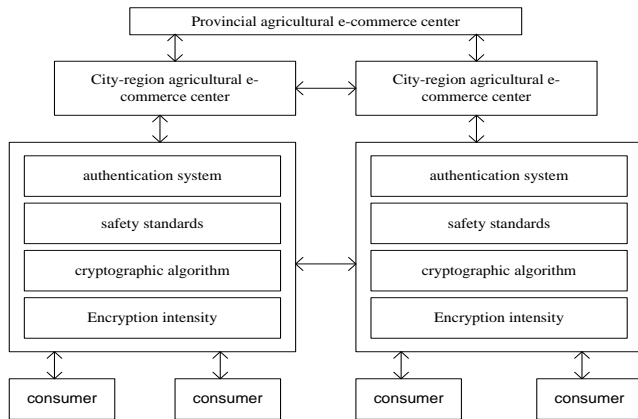 Provincial agricultural e-commerce center
City-region agricultural e-
commerce center
City-region agricultural e-
commerce center
authentication system
safety standards
cryptographic algorithm
Encryption intensity
authentication system
safety standards
cryptographic algorithm
Encryption intensity
consumer
consumer
consumer
consumer